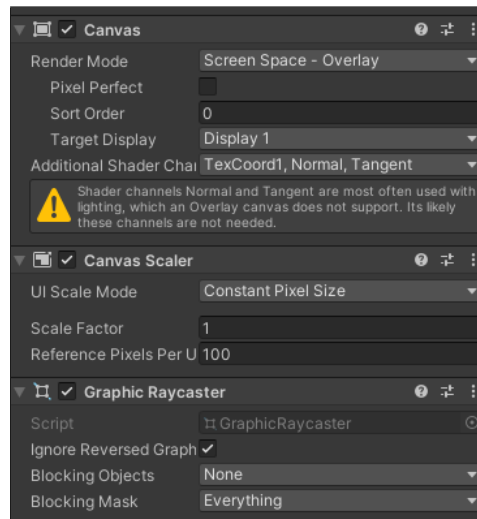 Canvas
Render Mode Screen Space - Overlay
Pixel Perfect
Sort Order 0
Target Display Display 1
Additional Shader Chai TexCoord1, Normal, Tangent
Shader channels Normal and Tangent are most often used with
lighting, which an Overlay canvas does not support. Its likely
these channels are not needed.
Canvas Scaler
UI Scale Mode Constant Pixel Size
Scale Factor 1
Reference Pixels Per U 100
Graphic Raycaster
Script GraphicRaycaster
Ignore Reversed Graph
Blocking Objects None
Blocking Mask Everything